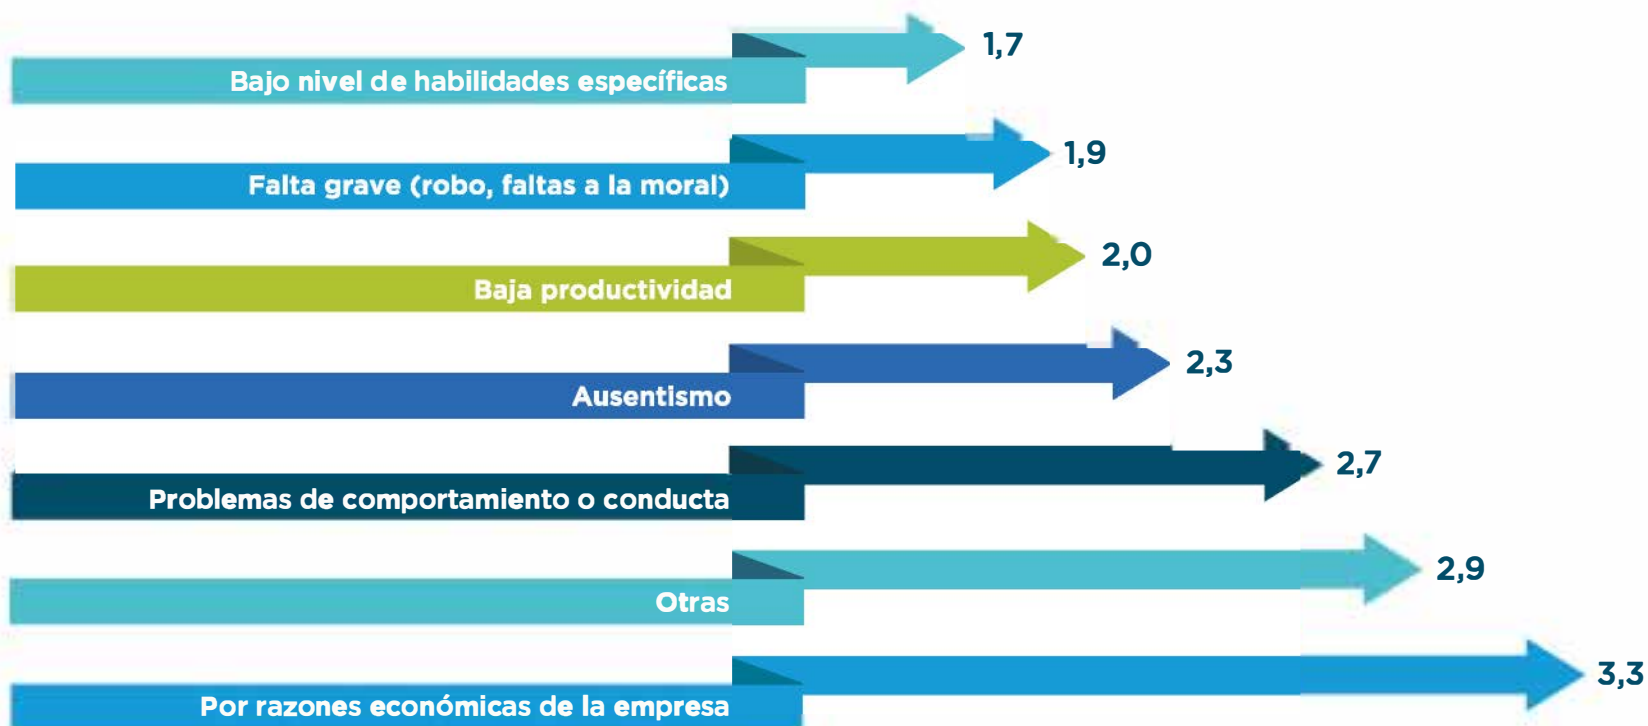 1,7
Bajo nivel de habilidades específicas
1,9
Falta grave (robo, faltas a la moral)
2,0
Baja productividad
2,3
Ausentismo
2,7
Problemas de comportamiento o conducta
2,9
Otras
3,3
Por razones económicas de la empresa